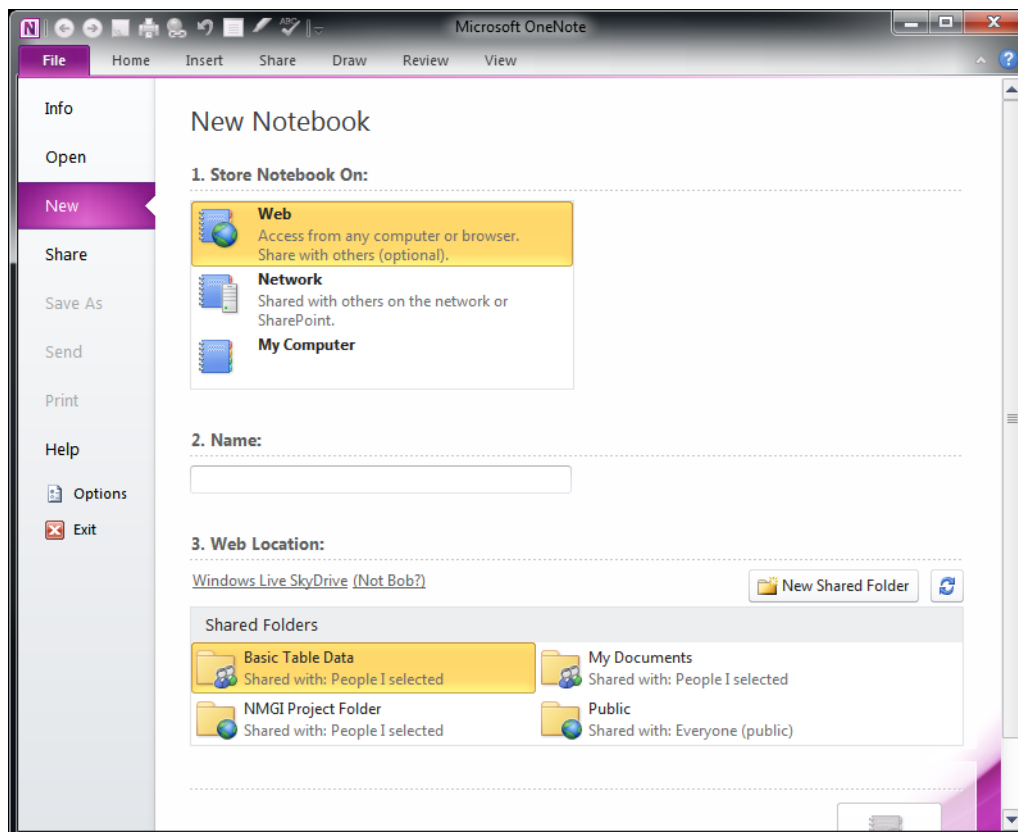 Microsoft OneNote
File Home Insert Share Draw Review View
Info
Open
New
Share
Save As
Send
Print
Help
Options
Exit
New Notebook
1. Store Notebook On:
Web
Access from any computer or browser.
Share with others (optional).
Network
Shared with others on the network or
SharePoint.
My Computer
2. Name:
3. Web Location:
Windows Live SkyDrive (Not Bob?)
New Shared Folder
Shared Folders
Basic Table Data
Shared with: People I selected
My Documents
Shared with: People I selected
NMGI Project Folder
Shared with: People I selected
Public
Shared with: Everyone (public)